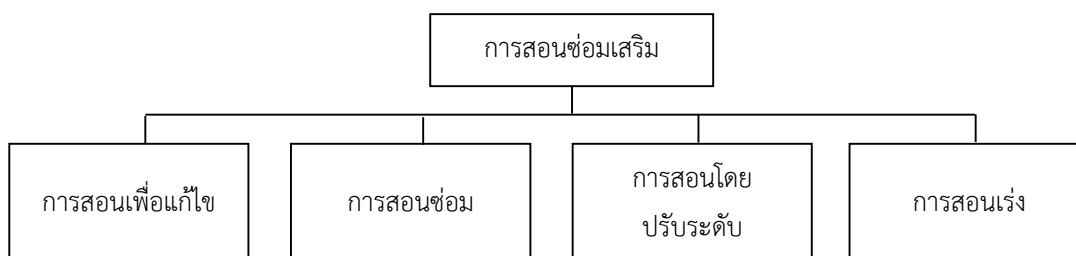 การสอนซ่อมเสริม
การสอนเพื่อแก้ไข
การสอนซ่อม
การสอนโดย
ปรับระดับ
การสอนเร่ง